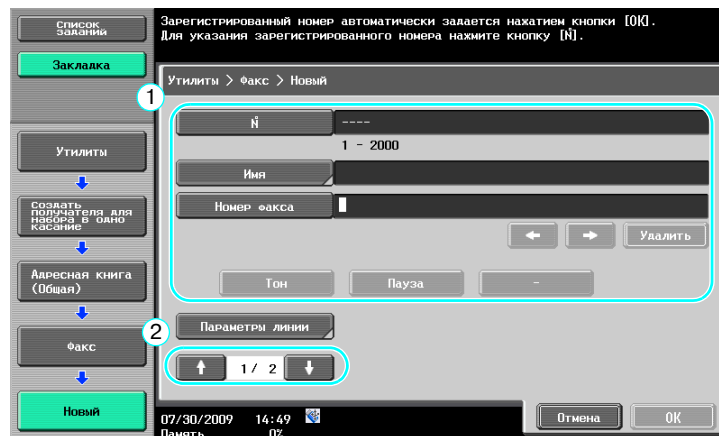 Список
заданий
Закладка
Зарегистрированный номер автоматически задается нажатием кнопки [OK].
Для указания зарегистрированного номера нажмите кнопку [№].
Утилиты > Факс > Новый
1
№ ----
1 - 2000
Имя
Номер факса
← → Удалить
Тон Пауза -
2
Параметры линии
↑ 1/ 2 ↓
Утилиты
Создать
получателя для
набора в одно
касание
Адресная книга
(Общая)
Факс
Новый
07/30/2009 14:49
Память 0%
Отмена OK